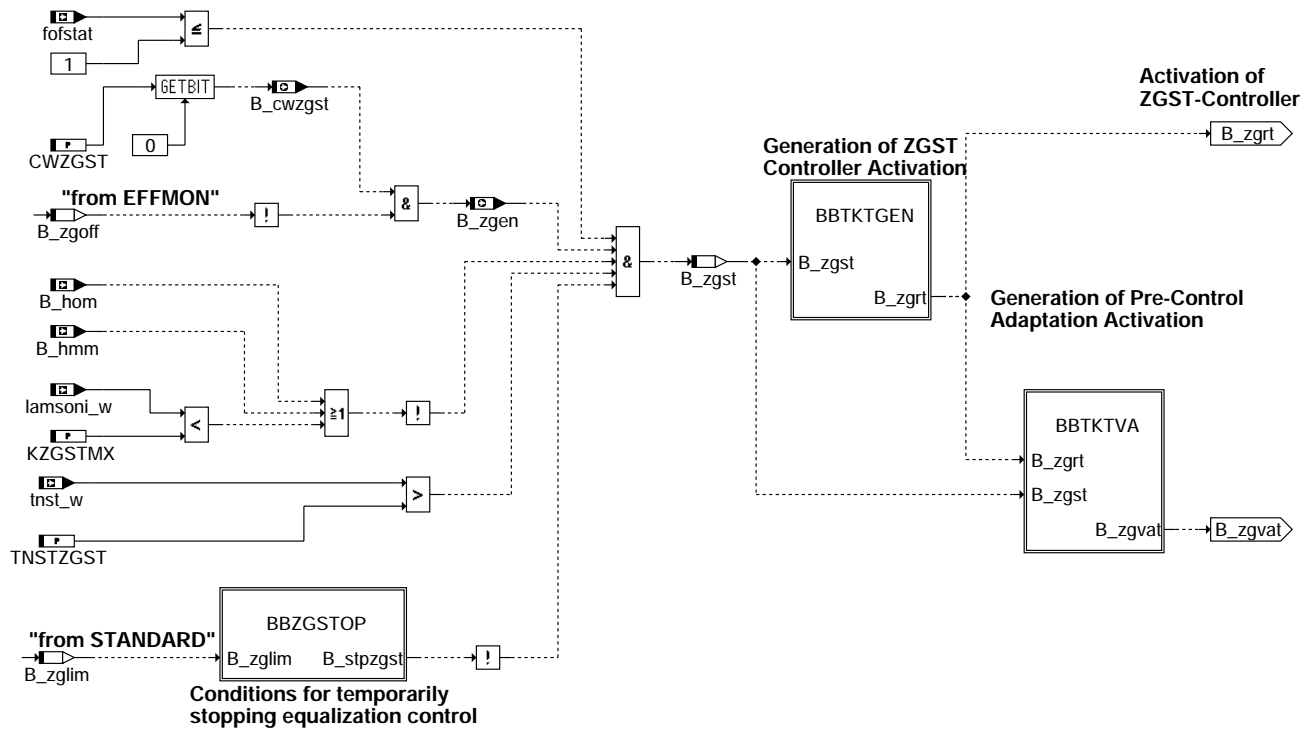 fofstat
≤
1
GETBIT
B_cwzgst
0
CWZGST
"from EFFMON"
!
&
B_zgoff
B_zgen
B_hom
B_hmm
lamsoni_w
<
KZGSTMX
≥1
!
tnst_w
>
TNSTZGST
"from STANDARD"
B_zglim
BBZGSTOP
B_zglim B_stpzgst
!
Conditions for temporarily
stopping equalization control
&
B_zgst
Generation of ZGST
Controller Activation
BBTKTGEN
B_zgst
B_zgrt
Activation of
ZGST-Controller
B_zgrt
Generation of Pre-Control
Adaptation Activation
BBTKTVA
B_zgrt
B_zgst
B_zgvat
B_zgvat